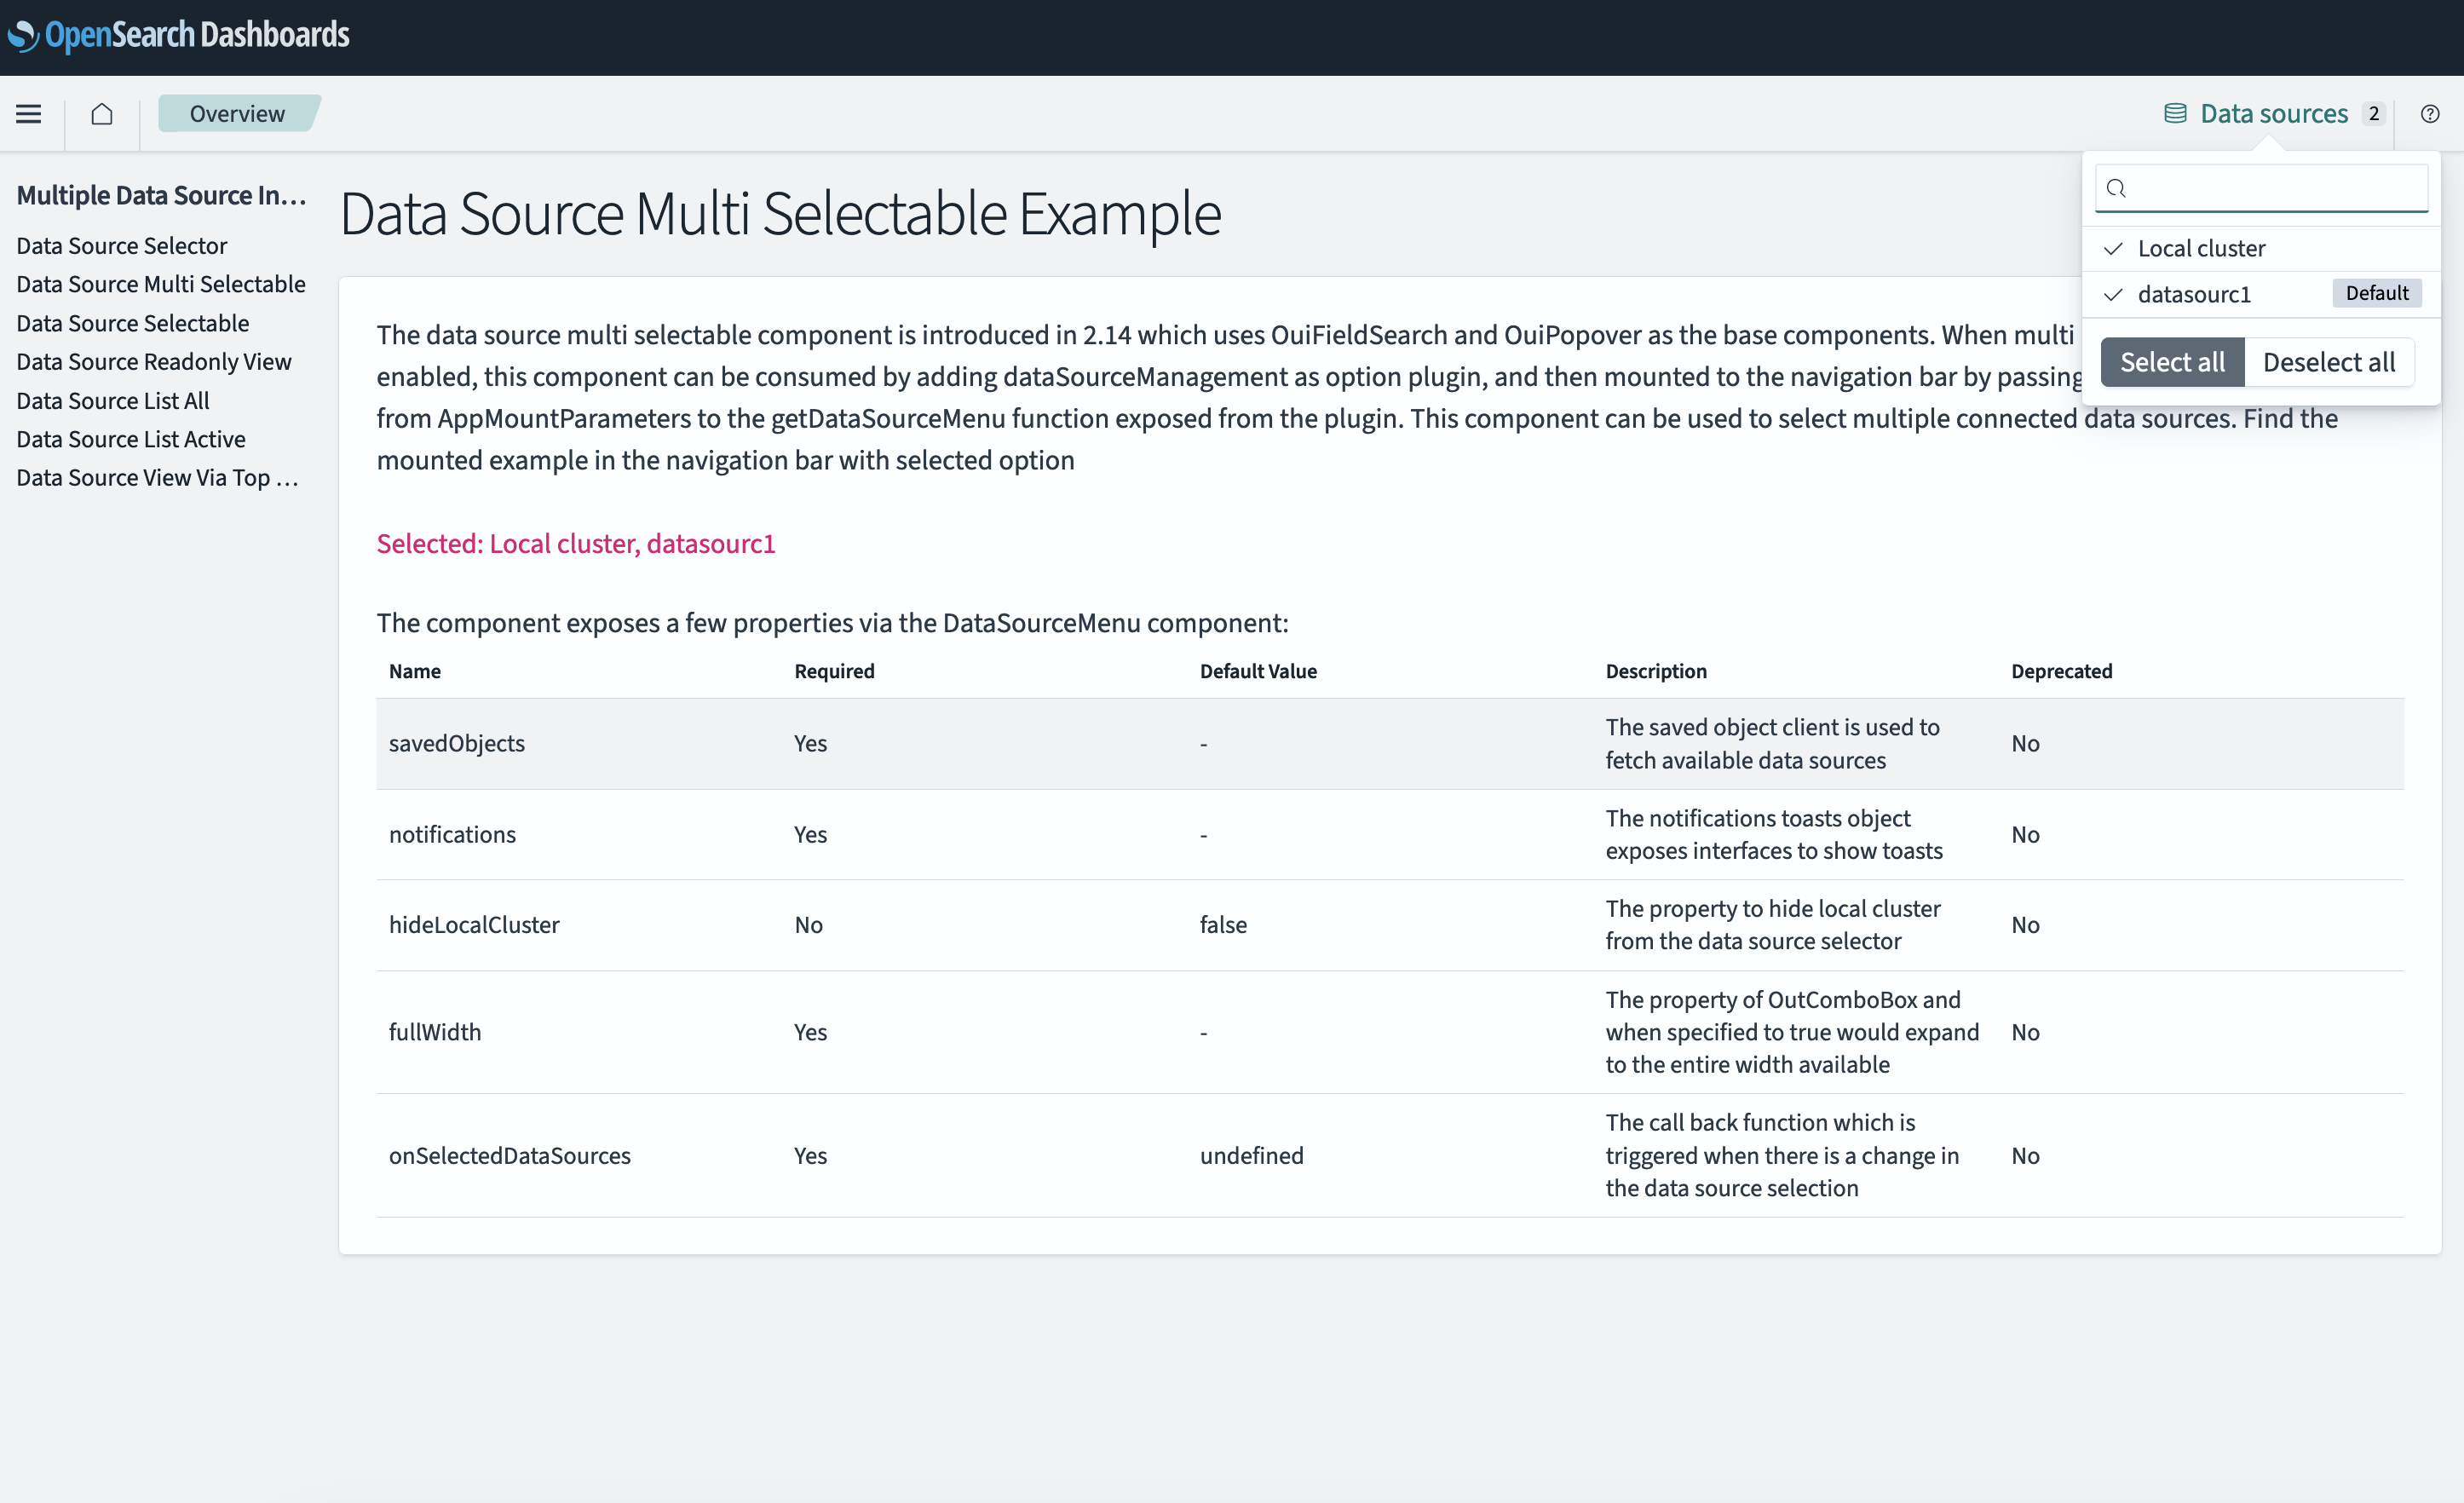 OpenSearch Dashboards
Overview
Data sources 2
Local cluster
datasourc1 Default
Select all Deselect all
Multiple Data Source In...
Data Source Selector
Data Source Multi Selectable
Data Source Selectable
Data Source Readonly View
Data Source List All
Data Source List Active
Data Source View Via Top ...
Data Source Multi Selectable Example
The data source multi selectable component is introduced in 2.14 which uses OuiFieldSearch and OuiPopover as the base components. When multi
enabled, this component can be consumed by adding dataSourceManagement as option plugin, and then mounted to the navigation bar by passing
from AppMountParameters to the getDataSourceMenu function exposed from the plugin. This component can be used to select multiple connected data sources. Find the
mounted example in the navigation bar with selected option
Selected: Local cluster, datasourc1
The component exposes a few properties via the DataSourceMenu component:
Name Required Default Value Description Deprecated
savedObjects Yes - The saved object client is used to
fetch available data sources No
notifications Yes - The notifications toasts object
exposes interfaces to show toasts No
hideLocalCluster No false The property to hide local cluster
from the data source selector No
fullWidth Yes - The property of OutComboBox and
when specified to true would expand
to the entire width available No
onSelectedDataSources Yes undefined The call back function which is
triggered when there is a change in
the data source selection No